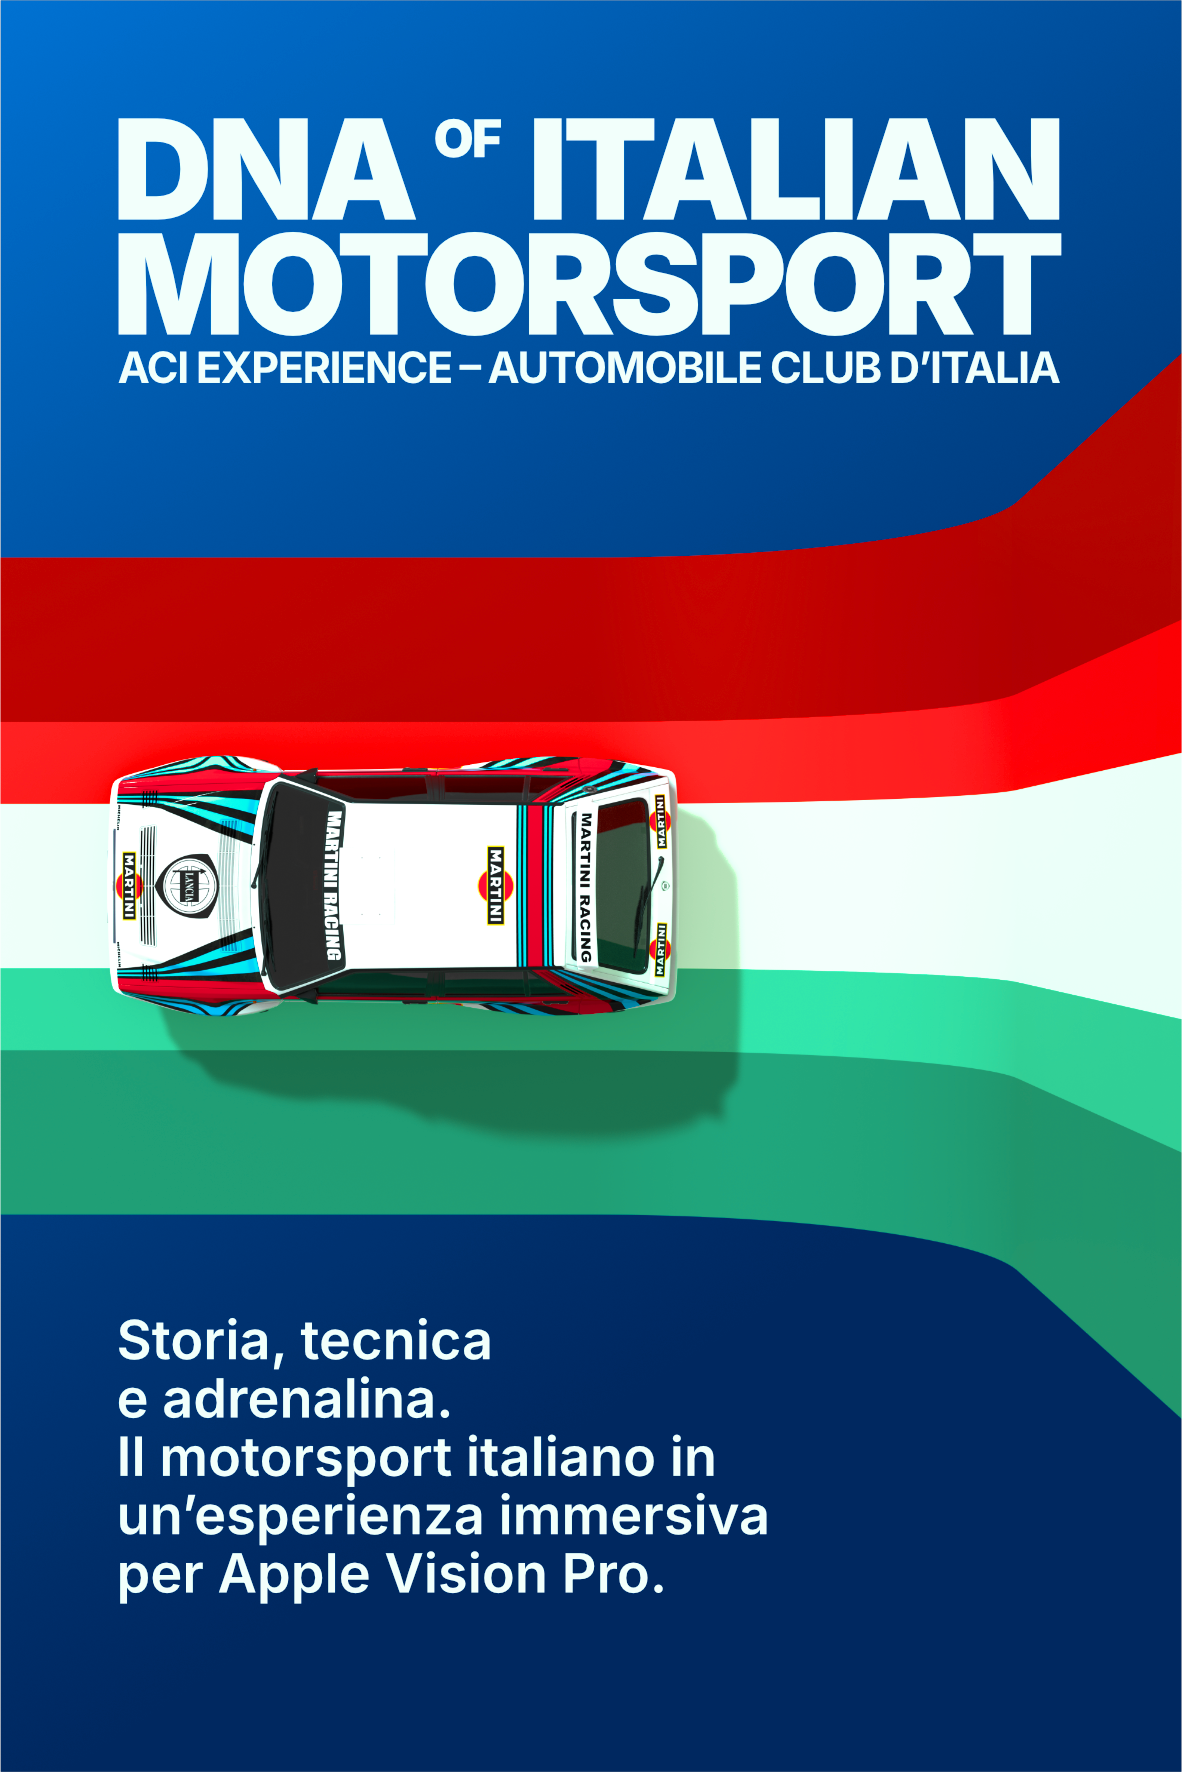 DNA OF ITALIAN
MOTORSPORT
ACI EXPERIENCE – AUTOMOBILE CLUB D’ITALIA
MARTINI
LANCIA
MARTINI RACING
MARTINI
MARTINI RACING
MARTINI
MARTINI
Storia, tecnica
e adrenalina.
Il motorsport italiano in
un’esperienza immersiva
per Apple Vision Pro.